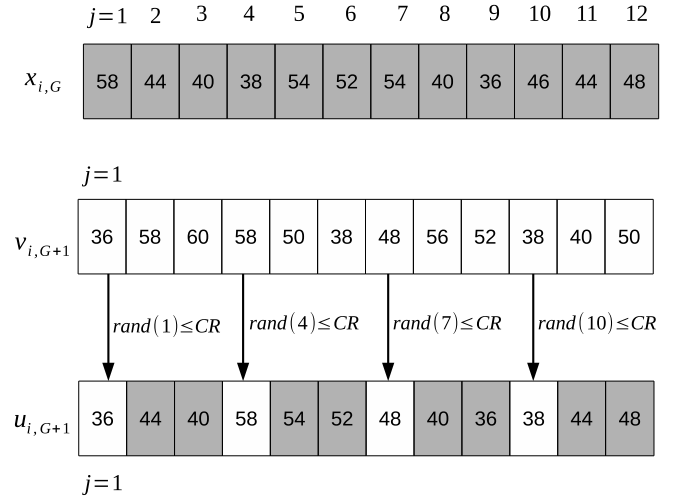 j=1 2 3 4 5 6 7 8 9 10 11 12
x_{i,G} 58 44 40 38 54 52 54 40 36 46 44 48
j=1
v_{i,G+1} 36 58 60 58 50 38 48 56 52 38 40 50
rand(1)≤CR rand(4)≤CR rand(7)≤CR rand(10)≤CR
u_{i,G+1} 36 44 40 58 54 52 48 40 36 38 44 48
j=1